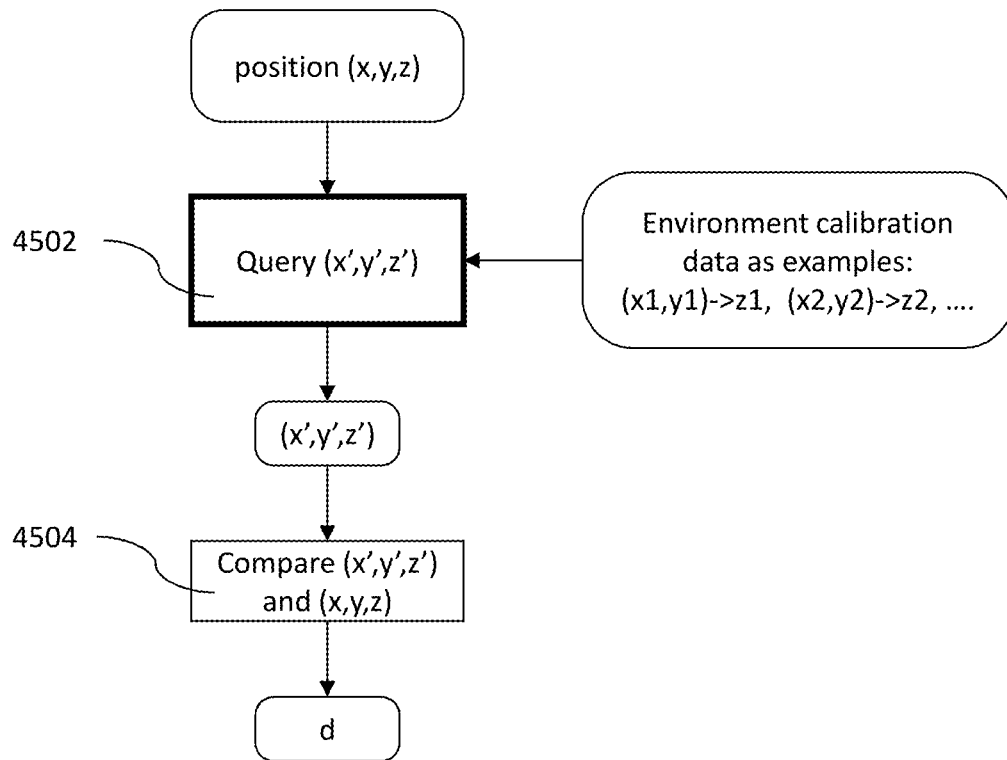 position (x,y,z)
4502
Query (x’,y’,z’)
Environment calibration
data as examples:
(x1,y1)->z1, (x2,y2)->z2, ....
(x’,y’,z’)
4504
Compare (x’,y’,z’)
and (x,y,z)
d